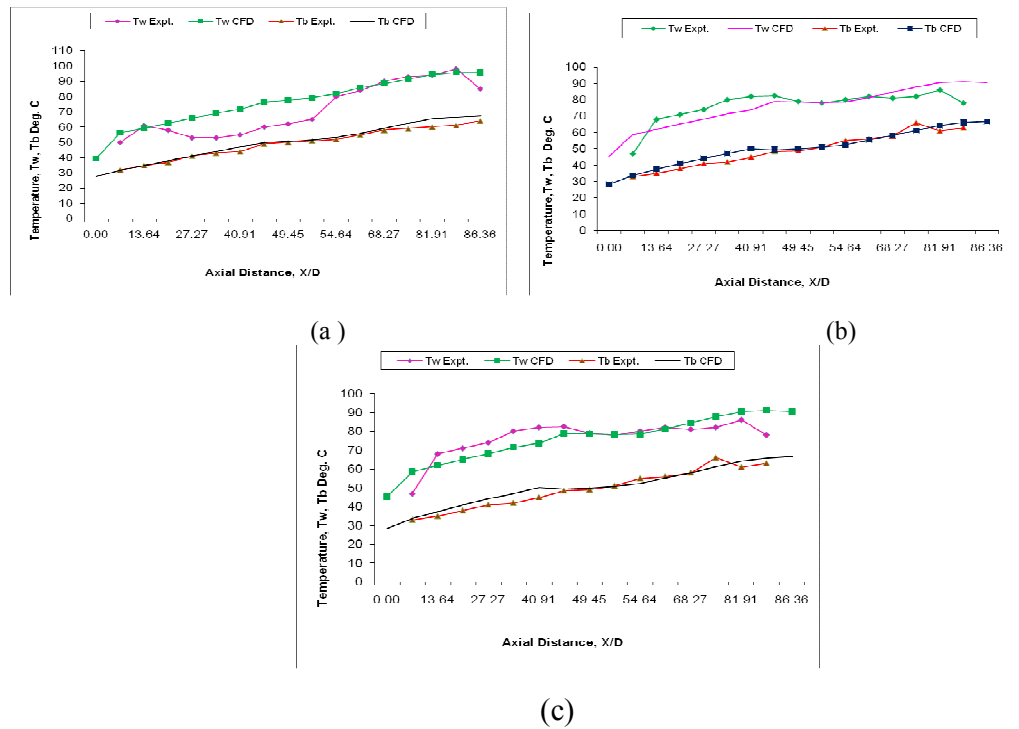 Tw Expt. Tw CFD Tb Expt. Tb CFD
Temperature, Tw, Tb Deg. C
110
100
90
80
70
60
50
40
30
20
10
0
0.00 13.64 27.27 40.91 49.45 54.64 68.27 81.91 86.36
Axial Distance, X/D
(a )
Tw Expt. Tw CFD Tb Expt. Tb CFD
Temperature,Tw, Tb Deg. C
100
90
80
70
60
50
40
30
20
10
0
0.00 13.64 27.27 40.91 49.45 54.64 68.27 81.91 86.36
Axial Distance, X/D
(b)
Tw Expt. Tw CFD Tb Expt. Tb CFD
Temperature, Tw, Tb Deg. C
100
90
80
70
60
50
40
30
20
10
0
0.00 13.64 27.27 40.91 49.45 54.64 68.27 81.91 86.36
Axial Distance, X/D
(c)